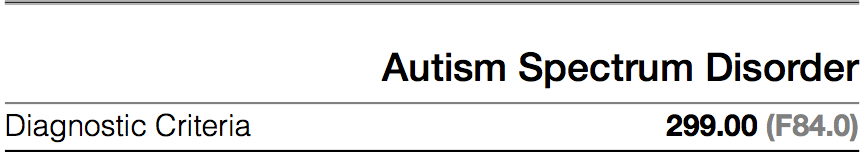 Autism Spectrum Disorder
Diagnostic Criteria 299.00 (F84.0)